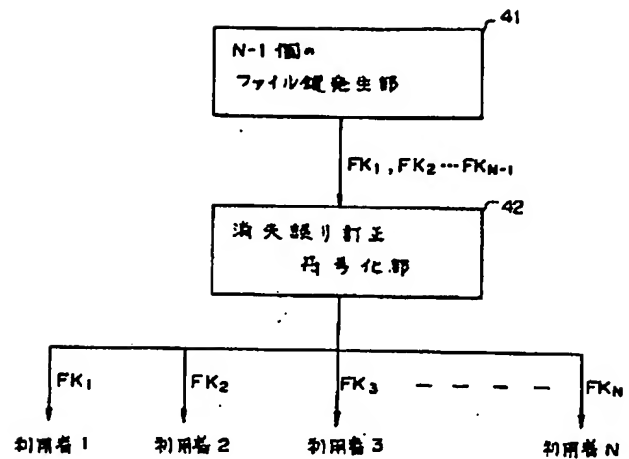 41
N-1個の
ファイル鍵発生部
FK1, FK2…FKN-1
42
消失誤り訂正
符号化部
FK1 FK2 FK3 — — — — FKN
利用者1 利用者2 利用者3 利用者N